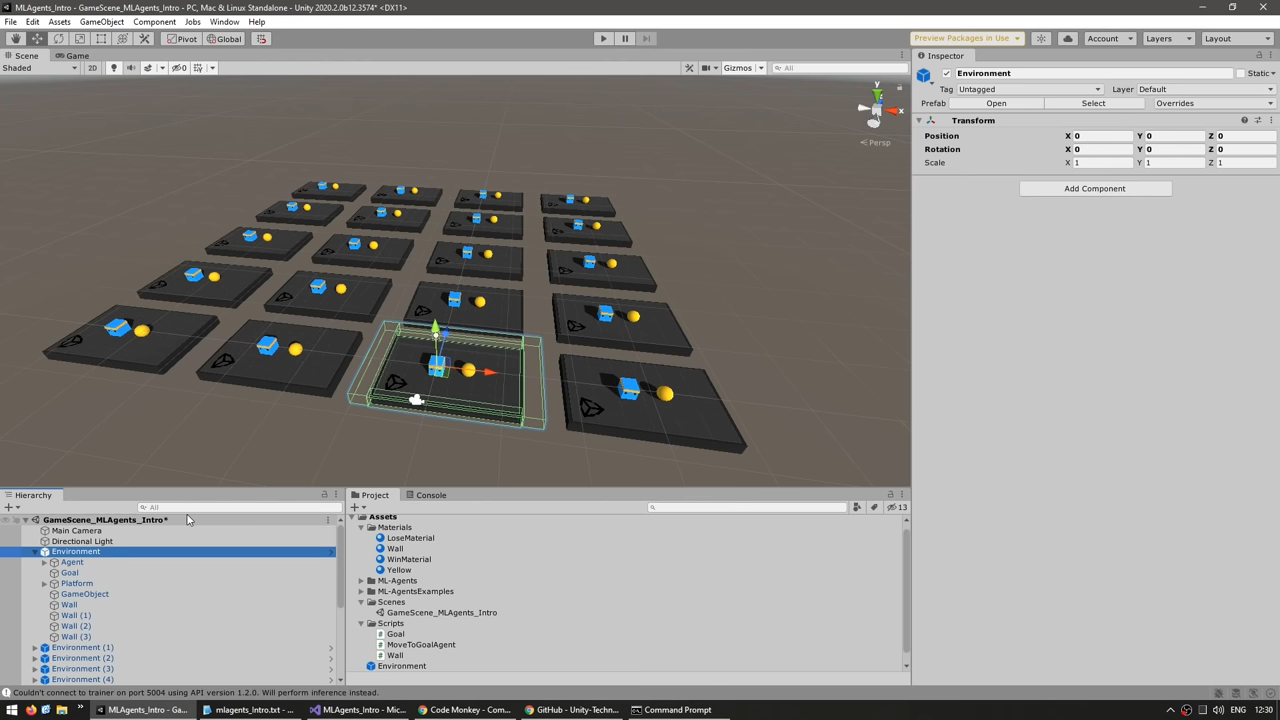 MLAgents_Intro - GameScene_MLAgents_Intro - PC, Mac & Linux Standalone - Unity 2020.2.0b12.3574* <DX11>
File Edit Assets GameObject Component Jobs Window Help
Pivot Global Preview Packages in Use Account Layers Layout
Scene Game
Shaded 2D 0 Gizmos All
y x
Persp
Inspector
Environment Static
Tag Untagged Layer Default
Prefab Open Select Overrides
Transform
Position X 0 Y 0 Z 0
Rotation X 0 Y 0 Z 0
Scale X 1 Y 1 Z 1
Add Component
Hierarchy
All
GameScene_MLAgents_Intro*
Main Camera
Directional Light
Environment
Agent
Goal
Platform
GameObject
Wall
Wall (1)
Wall (2)
Wall (3)
Environment (1)
Environment (2)
Environment (3)
Environment (4)
Project Console
13
Assets
Materials
LoseMaterial
Wall
WinMaterial
Yellow
ML-Agents
ML-AgentsExamples
Scenes
GameScene_MLAgents_Intro
Scripts
Goal
MoveToGoalAgent
Wall
Environment
Couldn't connect to trainer on port 5004 using API version 1.2.0. Will perform inference instead.
MLAgents_Intro - Ga... mlagents_Intro.txt - ... MLAgents_Intro - Mic... Code Monkey - Com... GitHub - Unity-Techn... Command Prompt ENG 12:30